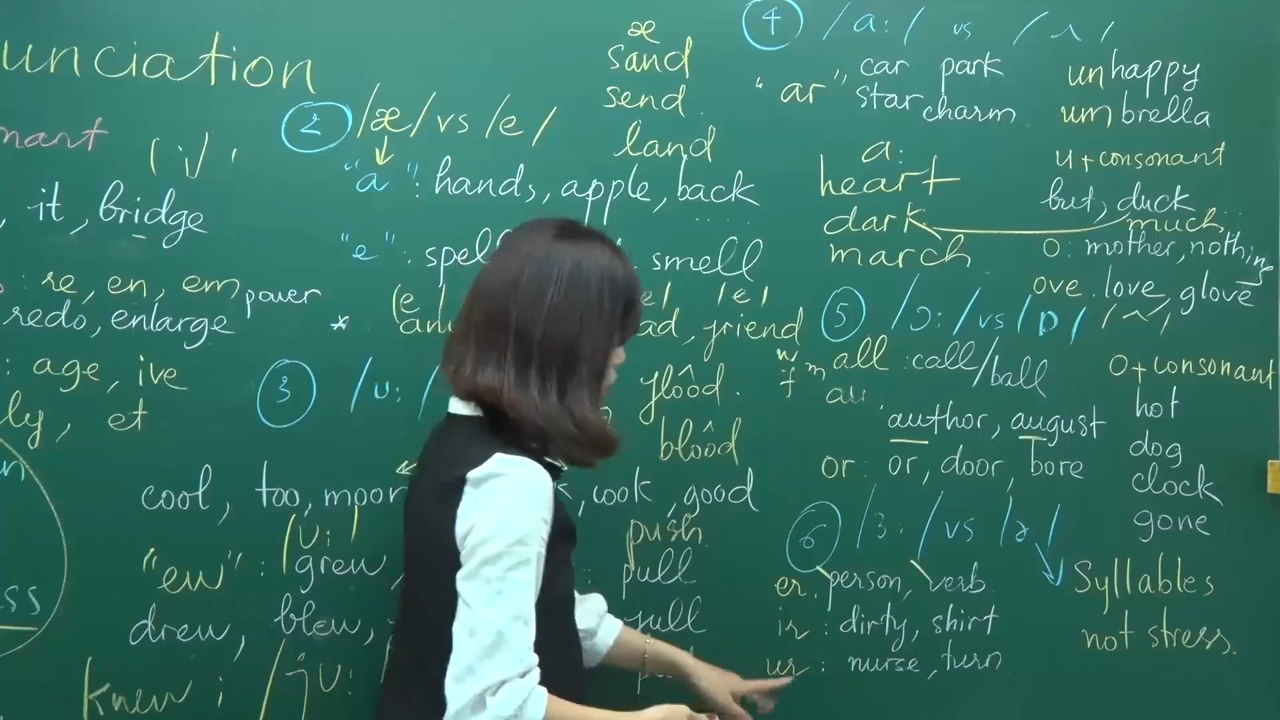 unciation
nant
, it, bridge
: re, en, em
redo, enlarge
: age, ive
ly, et
ss
② /æ/ vs /e/
"a": hands, apple, back
"e": spell smell
power
* friend
æ
sand
send
land
③ /u:/
flood.
blood
cool, too, moon cook, good
/u:/
"ew": grew,
drew, blew,
knew: /ju:
push
pull
full
④ /a:/ vs /ʌ/
"ar", car park
star charm
a:
heart
dark
march
unhappy
umbrella
u + consonant
but, duck
much,
o: mother, nothing
ove. love, glove
⑤ /ɔ:/ vs /ɒ/ /ʌ/
all: call/ball
au
author, august
or: or, door, bore
o + consonant
hot
dog
clock
gone
⑥ /ɜ:/ vs /ə/
er: person, verb
ir: dirty, shirt
ur: nurse, turn
Syllables
not stress.